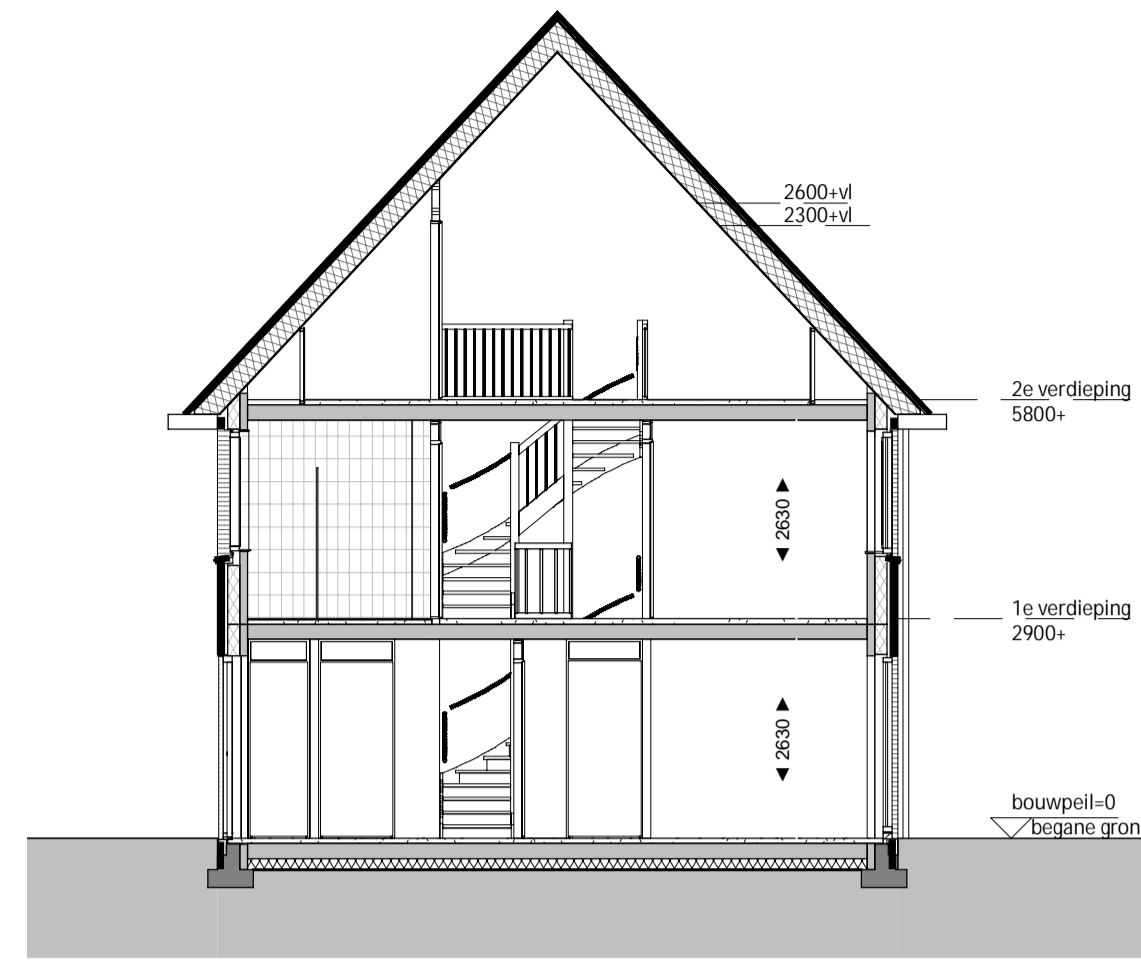 2600+vl
2300+vl
2e verdieping
5800+
2630
1e verdieping
2900+
2630
bouwpeil=0
begane gron